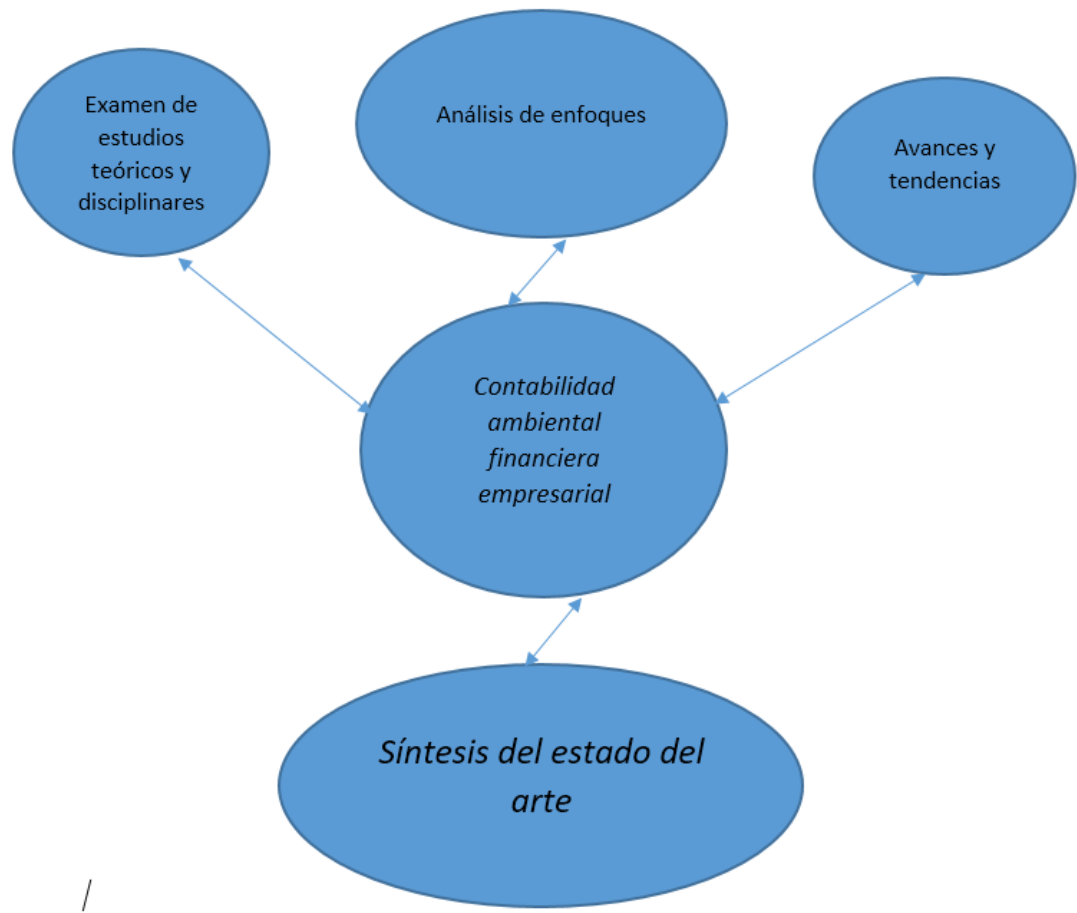 Examen de
estudios
teóricos y
disciplinares
Análisis de enfoques
Avances y
tendencias
Contabilidad
ambiental
financiera
empresarial
Síntesis del estado del
arte
/